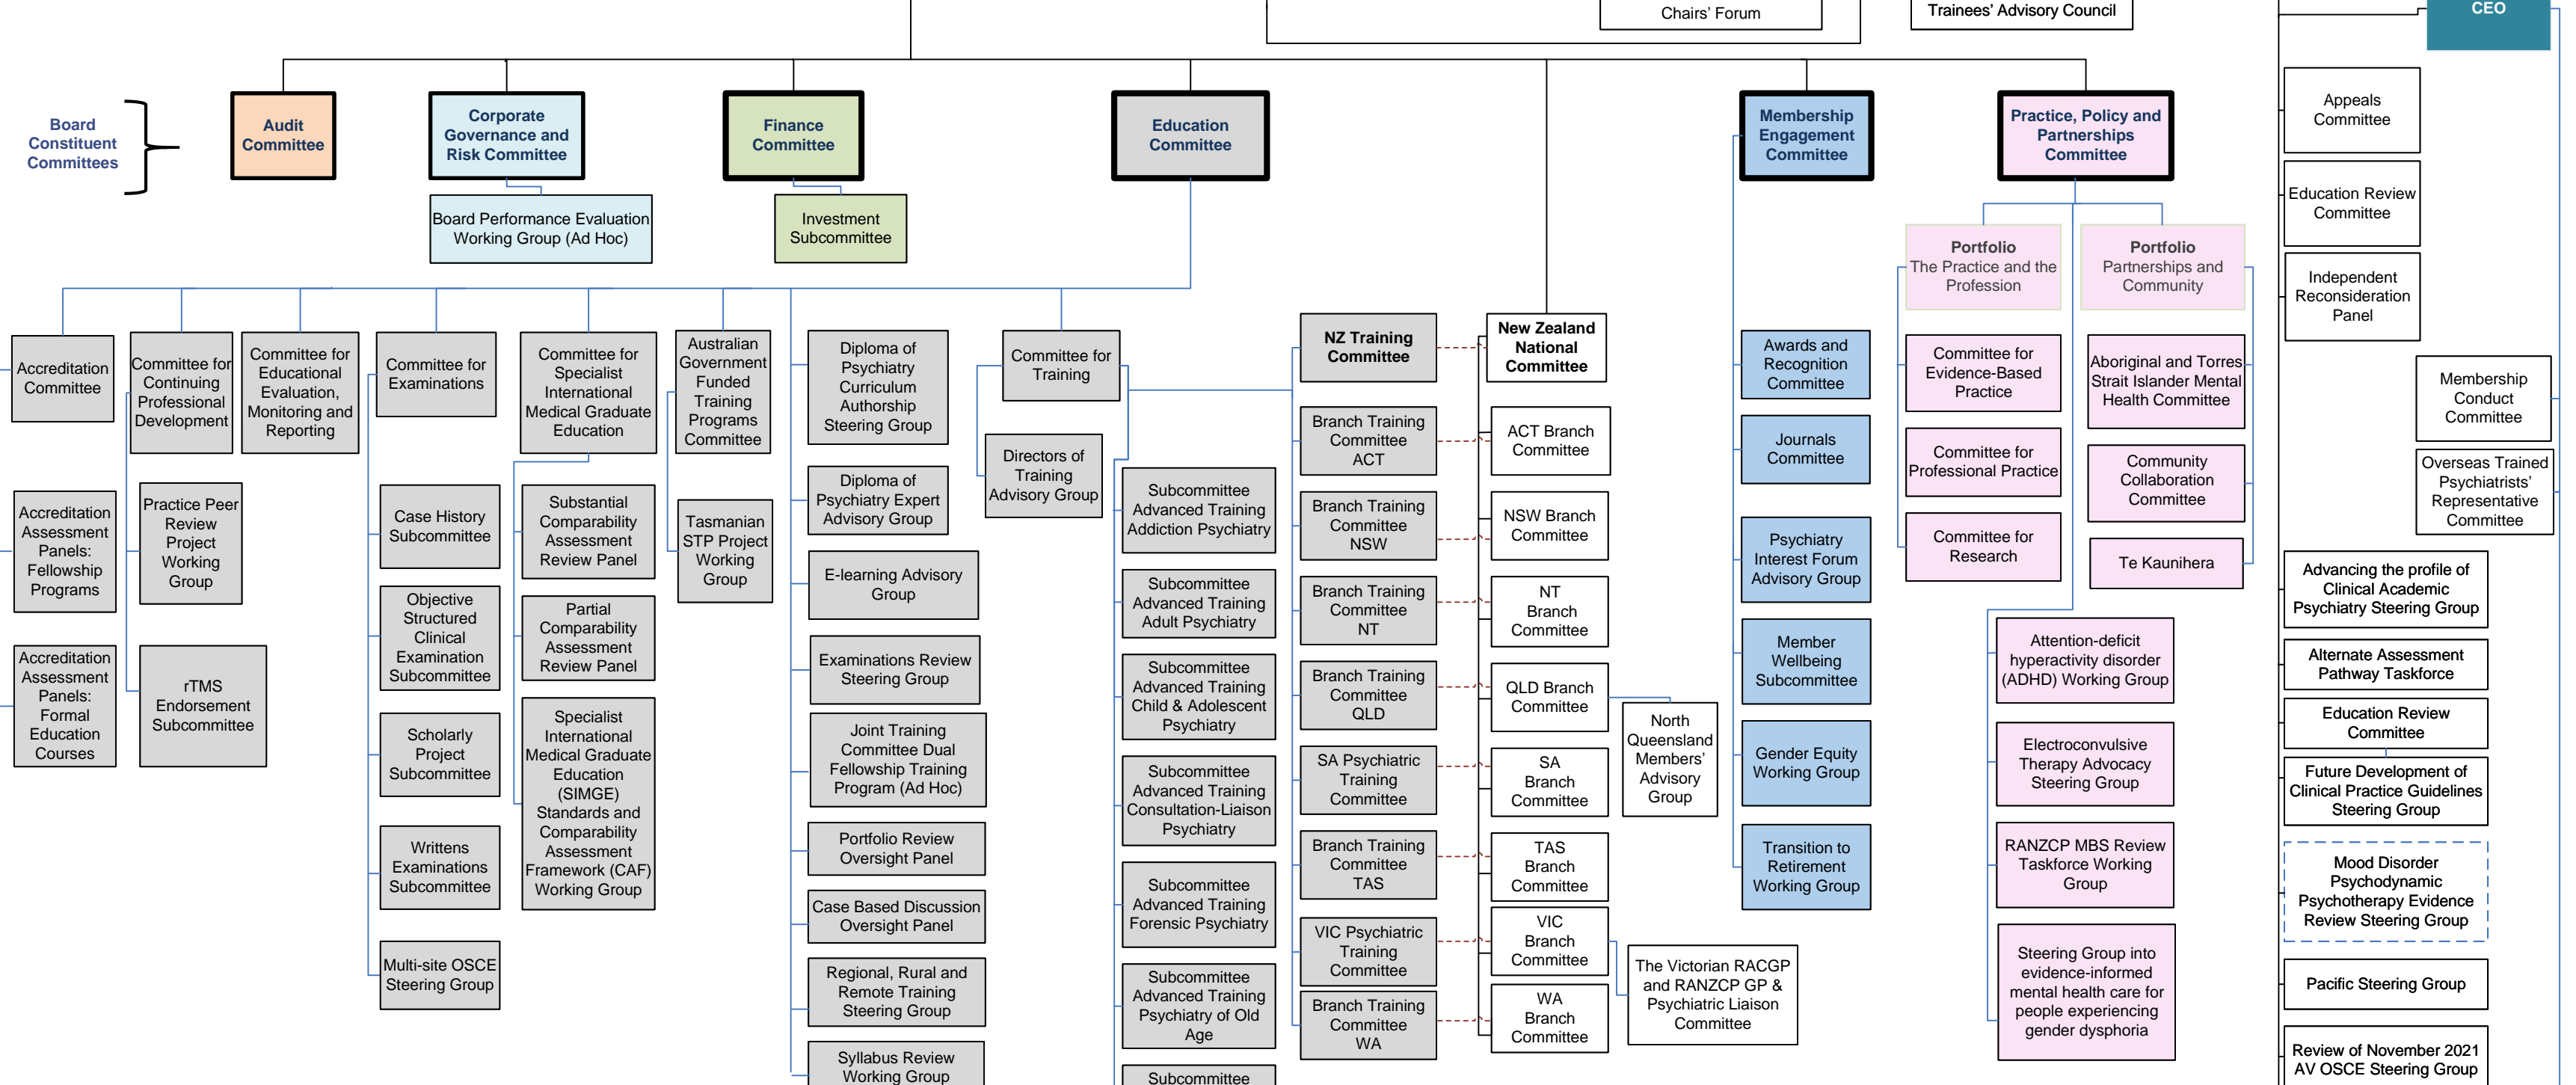 Chairs’ Forum
Trainees’ Advisory Council
CEO
Board
Constituent
Committees
Audit
Committee
Corporate
Governance and
Risk Committee
Finance
Committee
Education
Committee
Membership
Engagement
Committee
Practice, Policy and
Partnerships
Committee
Board Performance Evaluation
Working Group (Ad Hoc)
Investment
Subcommittee
Portfolio
The Practice and the
Profession
Portfolio
Partnerships and
Community
Appeals
Committee
Education Review
Committee
Independent
Reconsideration
Panel
Membership
Conduct
Committee
Overseas Trained
Psychiatrists’
Representative
Committee
Accreditation
Committee
Accreditation
Assessment
Panels:
Fellowship
Programs
Accreditation
Assessment
Panels:
Formal
Education
Courses
Committee for
Continuing
Professional
Development
Practice Peer
Review
Project
Working
Group
rTMS
Endorsement
Subcommittee
Committee for
Educational
Evaluation,
Monitoring and
Reporting
Committee for
Examinations
Case History
Subcommittee
Objective
Structured
Clinical
Examination
Subcommittee
Scholarly
Project
Subcommittee
Writtens
Examinations
Subcommittee
Multi-site OSCE
Steering Group
Committee for
Specialist
International
Medical Graduate
Education
Substantial
Comparability
Assessment
Review Panel
Partial
Comparability
Assessment
Review Panel
Specialist
International
Medical Graduate
Education
(SIMGE)
Standards and
Comparability
Assessment
Framework (CAF)
Working Group
Australian
Government
Funded
Training
Programs
Committee
Tasmanian
STP Project
Working
Group
Diploma of
Psychiatry
Curriculum
Authorship
Steering Group
Diploma of
Psychiatry Expert
Advisory Group
E-learning Advisory
Group
Examinations Review
Steering Group
Joint Training
Committee Dual
Fellowship Training
Program (Ad Hoc)
Portfolio Review
Oversight Panel
Case Based Discussion
Oversight Panel
Regional, Rural and
Remote Training
Steering Group
Syllabus Review
Working Group
Committee for
Training
Directors of
Training
Advisory Group
Subcommittee
Advanced Training
Addiction Psychiatry
Subcommittee
Advanced Training
Adult Psychiatry
Subcommittee
Advanced Training
Child & Adolescent
Psychiatry
Subcommittee
Advanced Training
Consultation-Liaison
Psychiatry
Subcommittee
Advanced Training
Forensic Psychiatry
Subcommittee
Advanced Training
Psychiatry of Old
Age
Subcommittee
NZ Training
Committee
Branch Training
Committee
ACT
Branch Training
Committee
NSW
Branch Training
Committee
NT
Branch Training
Committee
QLD
SA Psychiatric
Training
Committee
Branch Training
Committee
TAS
VIC Psychiatric
Training
Committee
Branch Training
Committee
WA
New Zealand
National
Committee
ACT Branch
Committee
NSW Branch
Committee
NT
Branch
Committee
QLD Branch
Committee
SA
Branch
Committee
TAS
Branch
Committee
VIC
Branch
Committee
WA
Branch
Committee
North
Queensland
Members’
Advisory
Group
The Victorian RACGP
and RANZCP GP &
Psychiatric Liaison
Committee
Awards and
Recognition
Committee
Journals
Committee
Psychiatry
Interest Forum
Advisory Group
Member
Wellbeing
Subcommittee
Gender Equity
Working Group
Transition to
Retirement
Working Group
Committee for
Evidence-Based
Practice
Committee for
Professional Practice
Committee for
Research
Aboriginal and Torres
Strait Islander Mental
Health Committee
Community
Collaboration
Committee
Te Kaunihera
Attention-deficit
hyperactivity disorder
(ADHD) Working Group
Electroconvulsive
Therapy Advocacy
Steering Group
RANZCP MBS Review
Taskforce Working
Group
Steering Group into
evidence-informed
mental health care for
people experiencing
gender dysphoria
Advancing the profile of
Clinical Academic
Psychiatry Steering Group
Alternate Assessment
Pathway Taskforce
Education Review
Committee
Future Development of
Clinical Practice Guidelines
Steering Group
Mood Disorder
Psychodynamic
Psychotherapy Evidence
Review Steering Group
Pacific Steering Group
Review of November 2021
AV OSCE Steering Group